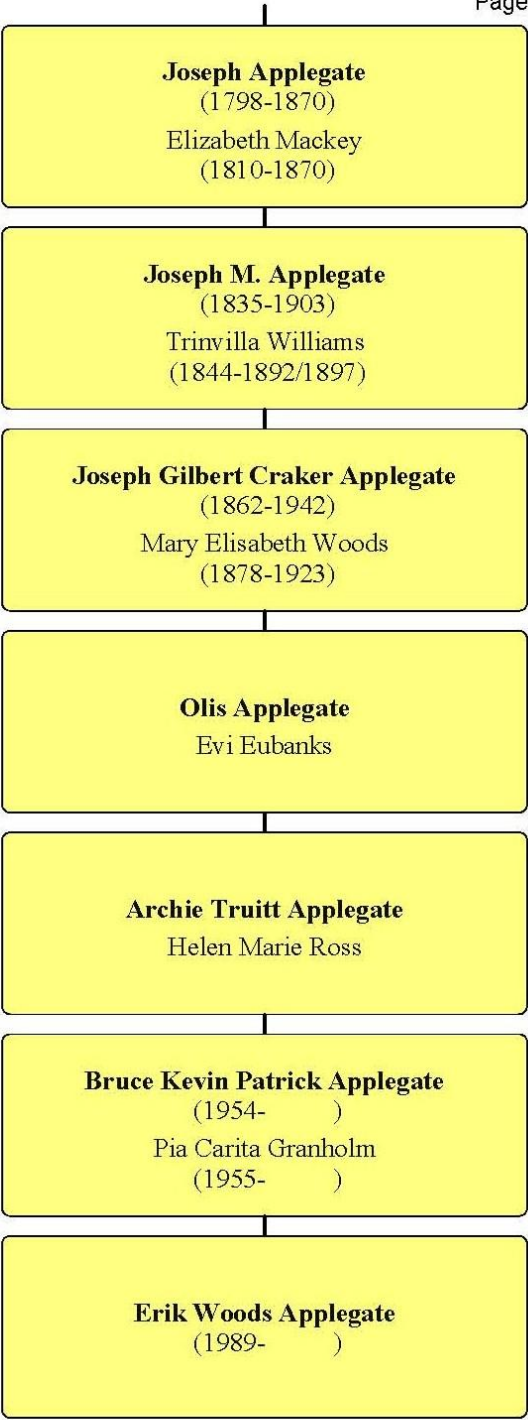 Page
Joseph Applegate
(1798-1870)
Elizabeth Mackey
(1810-1870)
Joseph M. Applegate
(1835-1903)
Trinvilla Williams
(1844-1892/1897)
Joseph Gilbert Craker Applegate
(1862-1942)
Mary Elisabeth Woods
(1878-1923)
Olis Applegate
Evi Eubanks
Archie Truitt Applegate
Helen Marie Ross
Bruce Kevin Patrick Applegate
(1954- )
Pia Carita Granholm
(1955- )
Erik Woods Applegate
(1989- )